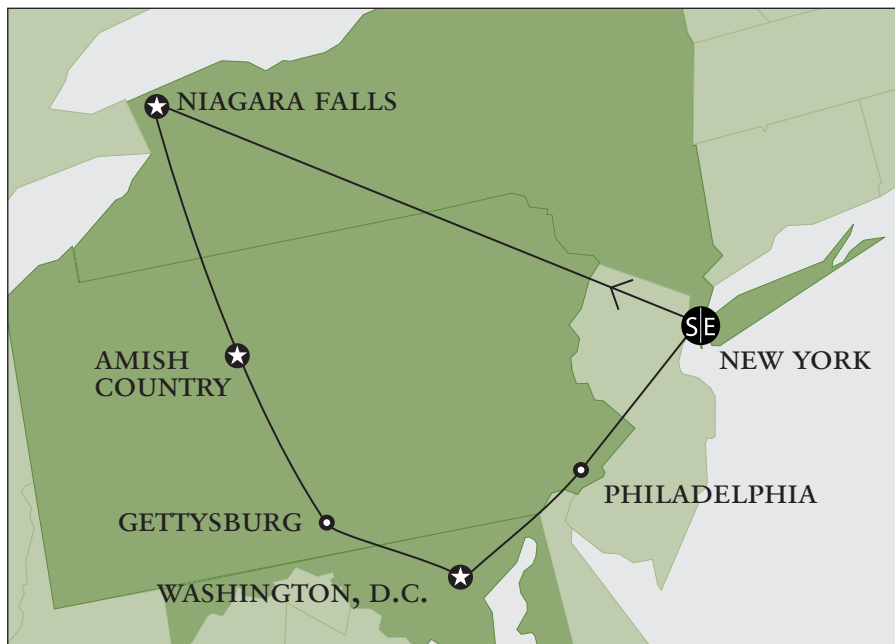 NIAGARA FALLS
S|E
NEW YORK
AMISH
COUNTRY
PHILADELPHIA
GETTYSBURG
WASHINGTON, D.C.